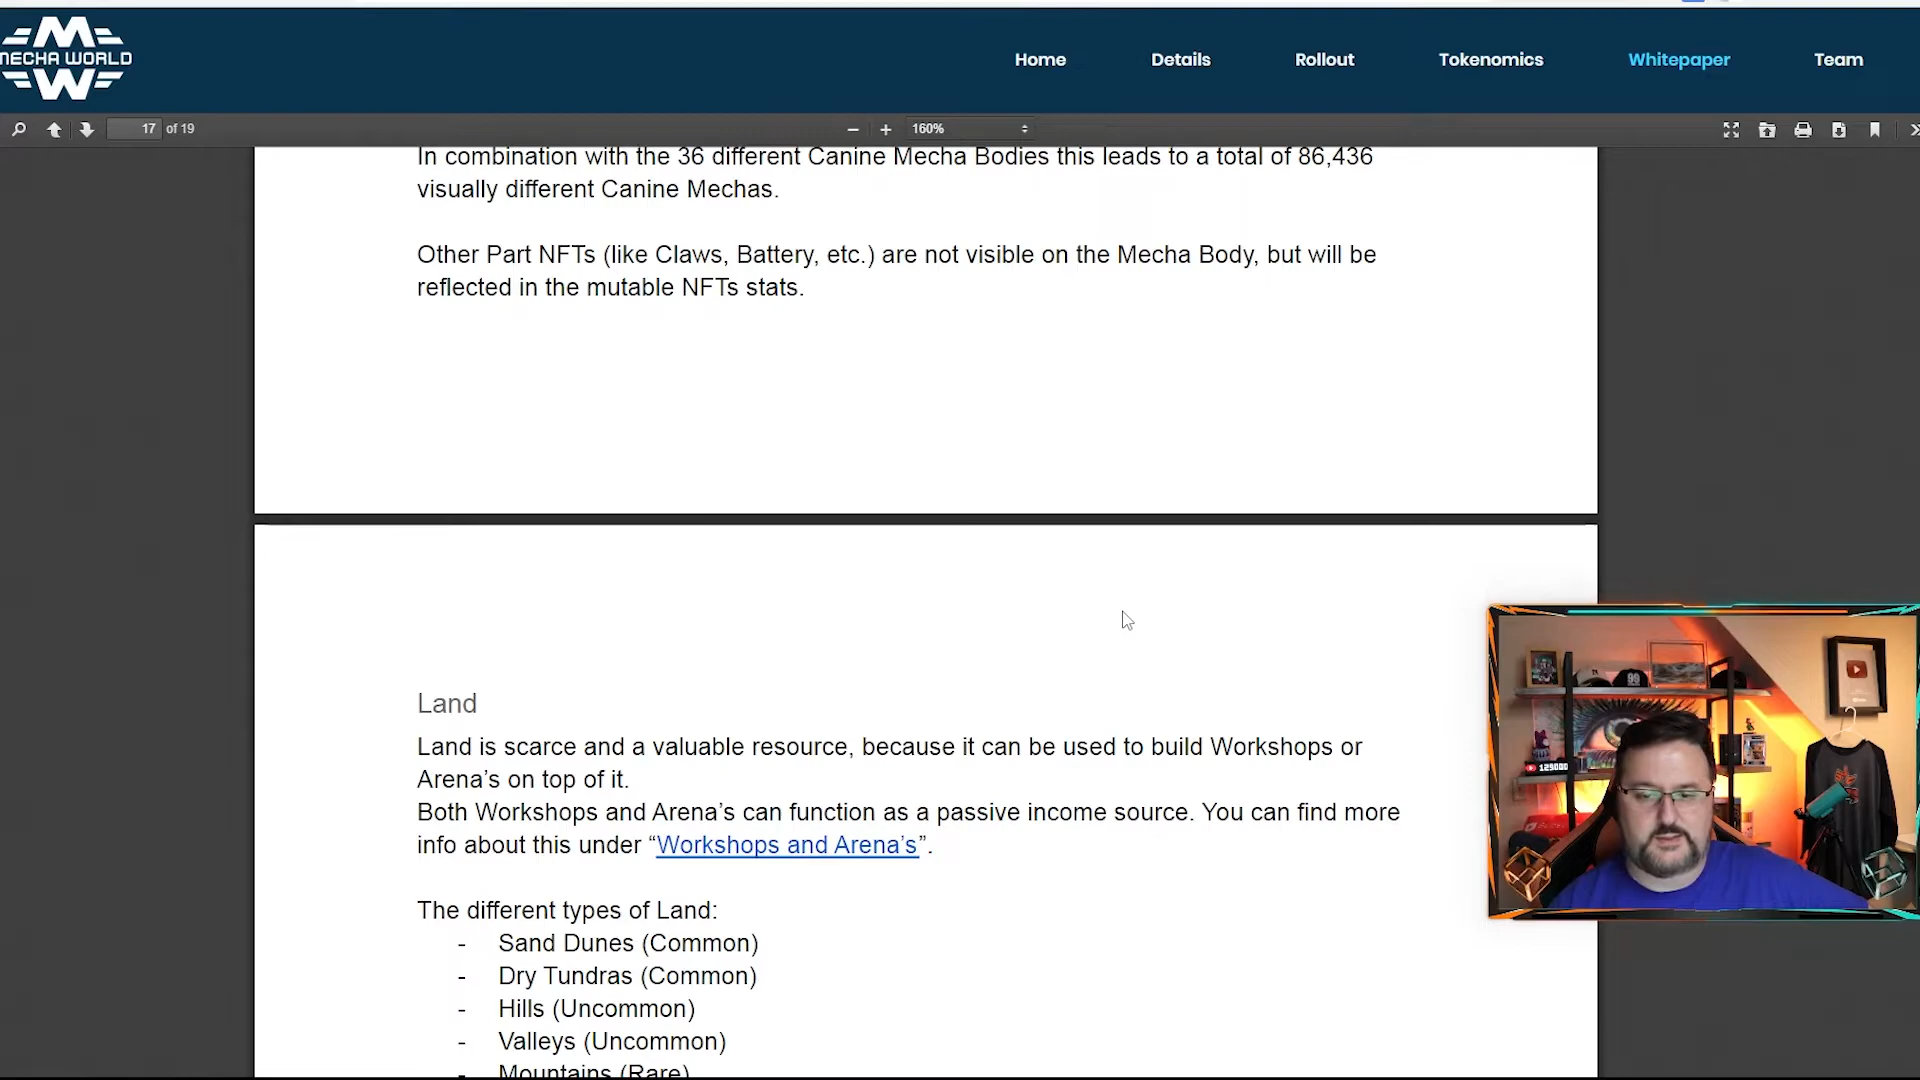 MECHA WORLD
Home Details Rollout Tokenomics Whitepaper Team
17 of 19
160%
In combination with the 36 different Canine Mecha Bodies this leads to a total of 86,436
visually different Canine Mechas.
Other Part NFTs (like Claws, Battery, etc.) are not visible on the Mecha Body, but will be
reflected in the mutable NFTs stats.
Land
Land is scarce and a valuable resource, because it can be used to build Workshops or
Arena’s on top of it.
Both Workshops and Arena’s can function as a passive income source. You can find more
info about this under “Workshops and Arena’s”.
The different types of Land:
- Sand Dunes (Common)
- Dry Tundras (Common)
- Hills (Uncommon)
- Valleys (Uncommon)
- Mountains (Rare)
129000